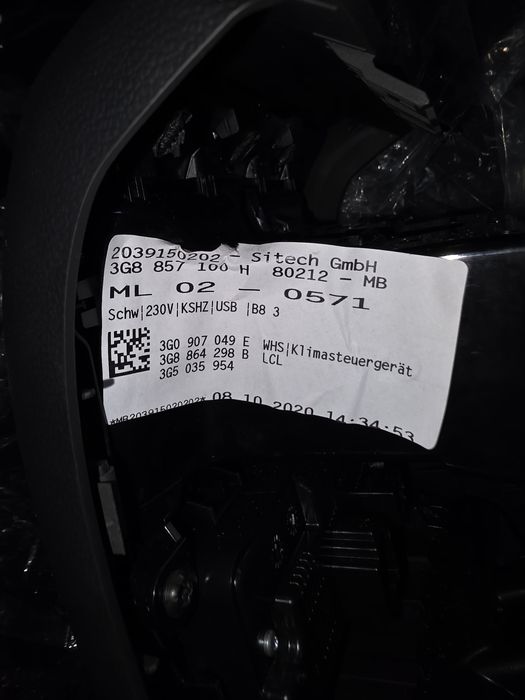 2039150202 - Sitech GmbH
3G8 857 100 H 80212 - MB
ML 02 - 0571
Schw|230V|KSHZ|USB |B8 3
3G0 907 049 E WHS|Klimasteuergerät
3G8 864 298 B LCL
3G5 035 954
*MB203915020202* 08.10.2020 14:34:53